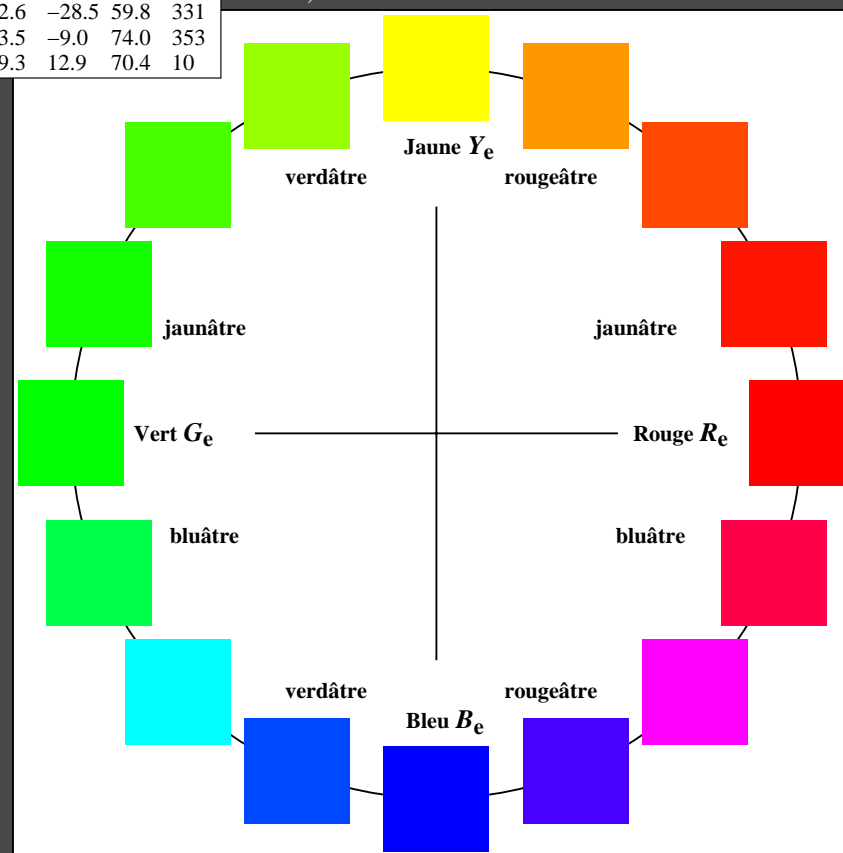 2.6 –28.5 59.8 331
3.5 –9.0 74.0 353
9.3 12.9 70.4 10
Jaune Ye
verdâtre rougeâtre
jaunâtre jaunâtre
Vert Ge Rouge Re
bluâtre bluâtre
verdâtre rougeâtre
Bleu Be